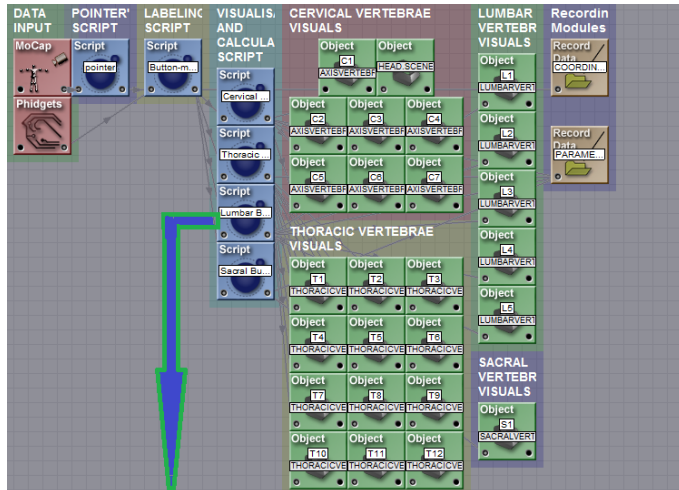 DATA
INPUT
MoCap
Phidgets
POINTER'
SCRIPT
Script
pointer
LABELING
SCRIPT
Script
Button-m...
VISUALIS
AND
CALCULA
SCRIPT
Script
Cervical ...
Script
Thoracic ...
Script
Lumbar B...
Script
Sacral Bu...
CERVICAL VERTEBRAE
VISUALS
Object Object
C1
AXISVERTEBF HEAD SCENE
Object Object Object
C2 C3 C4
AXISVERTEBF AXISVERTEBF AXISVERTEBF
Object Object Object
C5 C6 C7
AXISVERTEBF AXISVERTEBF AXISVERTEBF
THORACIC VERTEBRAE
VISUALS
Object Object Object
T1 T2 T3
THORACICVE THORACICVE THORACICVE
Object Object Object
T4 T5 T6
THORACICVE THORACICVE THORACICVE
Object Object Object
T7 T8 T9
THORACICVE THORACICVE THORACICVE
Object Object Object
T10 T11 T12
THORACICVE THORACICVE THORACICVE
LUMBAR
VERTEBR
VISUALS
Object
L1
LUMBARVERT
Object
L2
LUMBARVERT
Object
L3
LUMBARVERT
Object
L4
LUMBARVERT
Object
L5
LUMBARVERT
SACRAL
VERTEBR
VISUALS
Object
S1
SACRALVERT
Recordin
Modules
Record
Data
COORDIN...
Record
Data
PARAME...